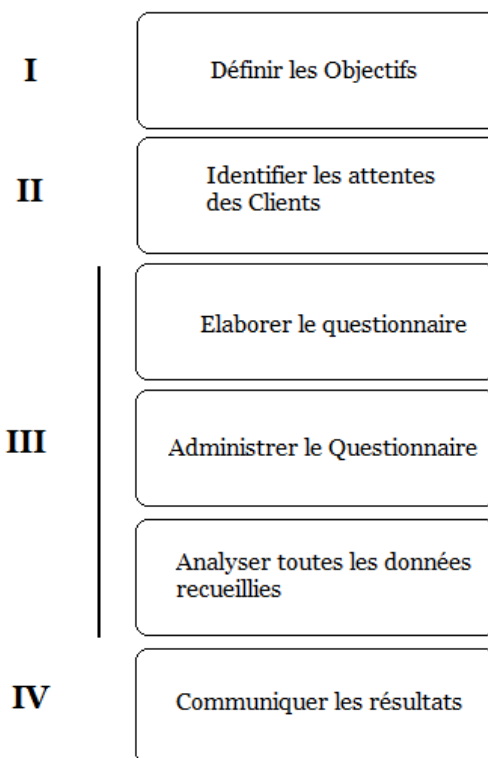 I
Définir les Objectifs
II
Identifier les attentes
des Clients
III
Elaborer le questionnaire
Administrer le Questionnaire
Analyser toutes les données
recueillies
IV
Communiquer les résultats